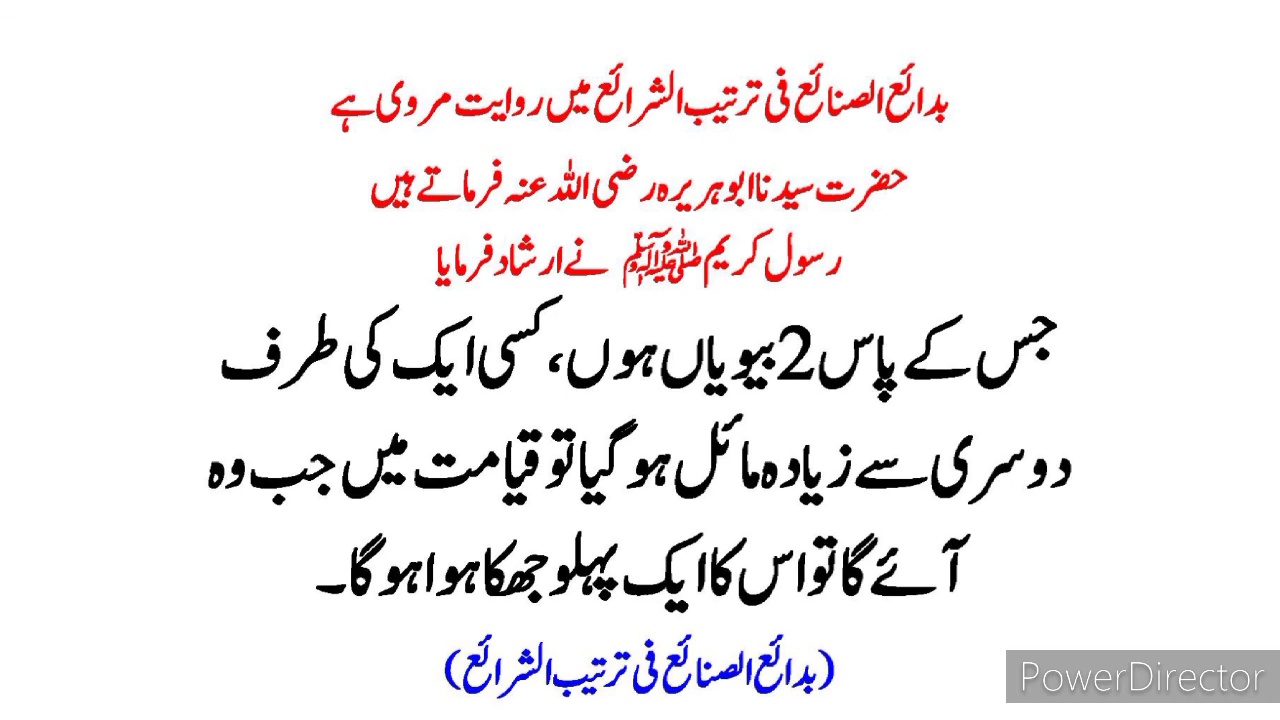 بدائع الصنائع فی ترتیب الشرائع میں روایت مروی ہے
حضرت سیدنا ابو ہریرہ رضی اللہ عنہ فرماتے ہیں
رسول کریم ﷺ نے ارشاد فرمایا
جس کے پاس 2 بیویاں ہوں، کسی ایک کی طرف
دوسری سے زیادہ مائل ہو گیا تو قیامت میں جب وہ
آئے گا تو اس کا ایک پہلو جھکا ہوا ہو گا۔
(بدائع الصنائع فی ترتیب الشرائع)
PowerDirector